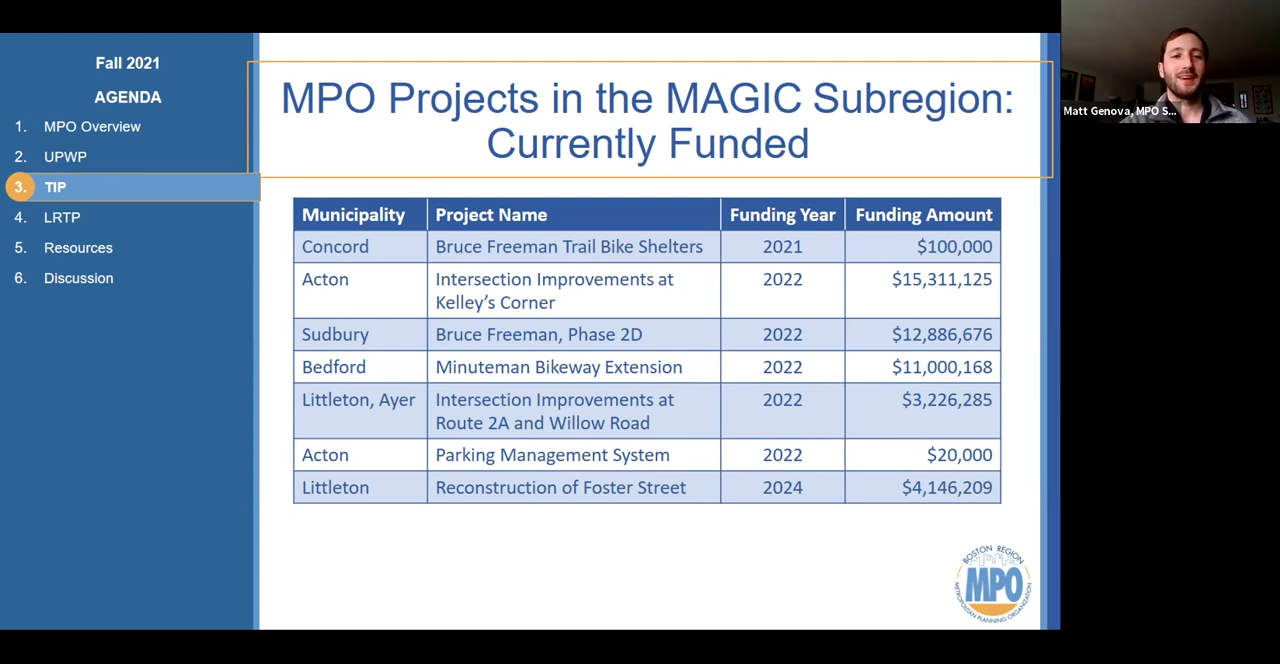 Fall 2021
AGENDA
1. MPO Overview
2. UPWP
3. TIP
4. LRTP
5. Resources
6. Discussion
MPO Projects in the MAGIC Subregion:
Currently Funded
Municipality Project Name Funding Year Funding Amount
Concord Bruce Freeman Trail Bike Shelters 2021 $100,000
Acton Intersection Improvements at 2022 $15,311,125
Kelley’s Corner
Sudbury Bruce Freeman, Phase 2D 2022 $12,886,676
Bedford Minuteman Bikeway Extension 2022 $11,000,168
Littleton, Ayer Intersection Improvements at 2022 $3,226,285
Route 2A and Willow Road
Acton Parking Management System 2022 $20,000
Littleton Reconstruction of Foster Street 2024 $4,146,209
BOSTON REGION
MPO
METROPOLITAN PLANNING ORGANIZATION
Matt Genova, MPO S...